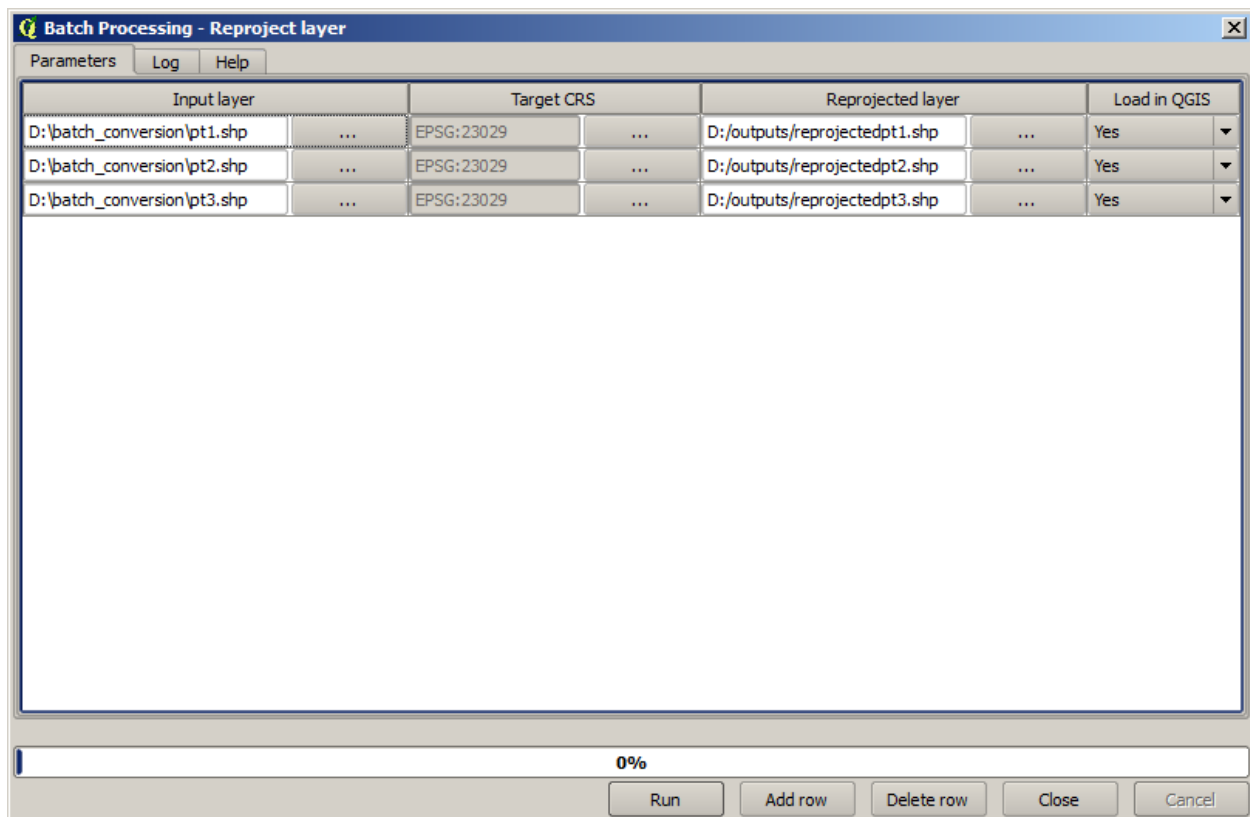 Batch Processing - Reproject layer
Parameters Log Help
Input layer Target CRS Reprojected layer Load in QGIS
D:\batch_conversion\pt1.shp ... EPSG:23029 ... D:/outputs/reprojectedpt1.shp ... Yes
D:\batch_conversion\pt2.shp ... EPSG:23029 ... D:/outputs/reprojectedpt2.shp ... Yes
D:\batch_conversion\pt3.shp ... EPSG:23029 ... D:/outputs/reprojectedpt3.shp ... Yes
0%
Run Add row Delete row Close Cancel